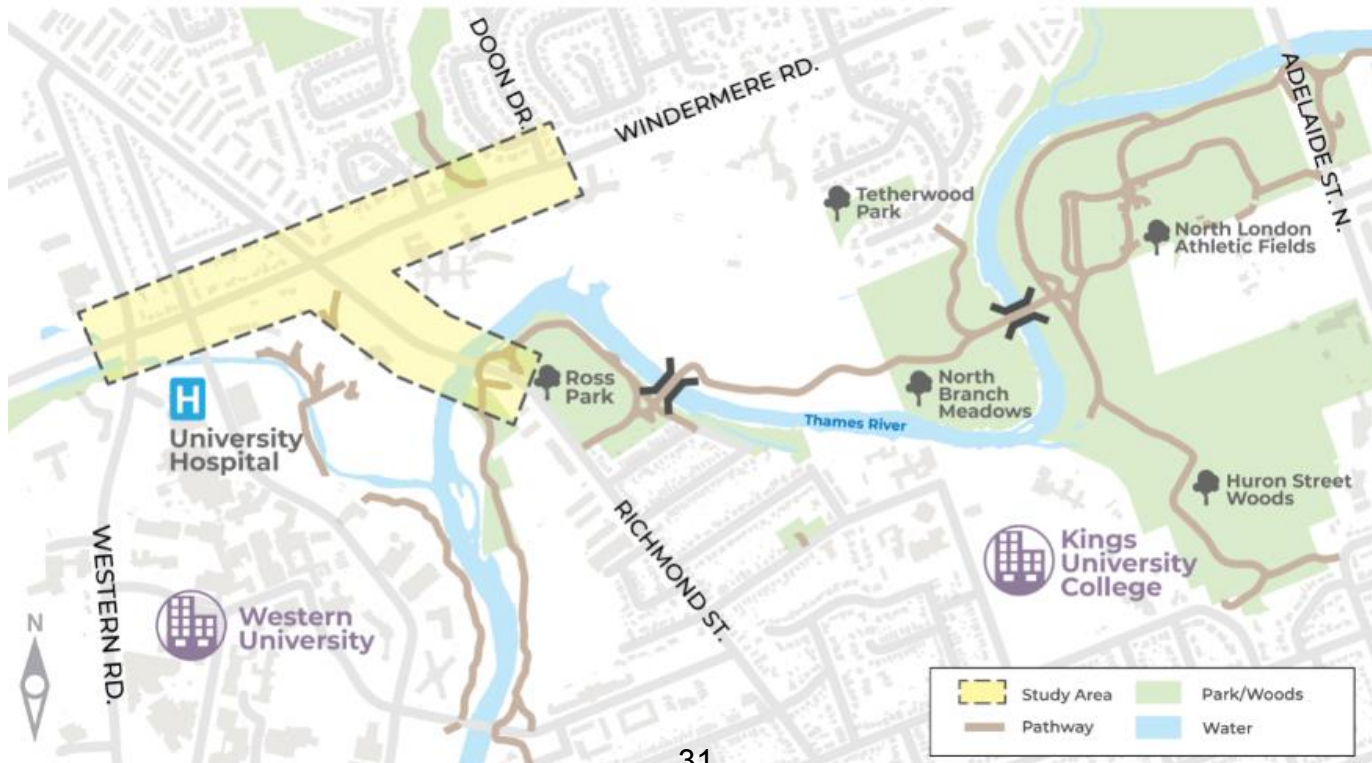 DOON DR.
WINDERMERE RD.
ADELAIDE ST. N.
Tetherwood
Park
North London
Athletic Fields
Ross
Park
North
Branch
Meadows
Thames River
H
University
Hospital
Huron Street
Woods
WESTERN RD.
RICHMOND ST.
Kings
University
College
Western
University
N
Study Area
Park/Woods
Pathway
Water
31